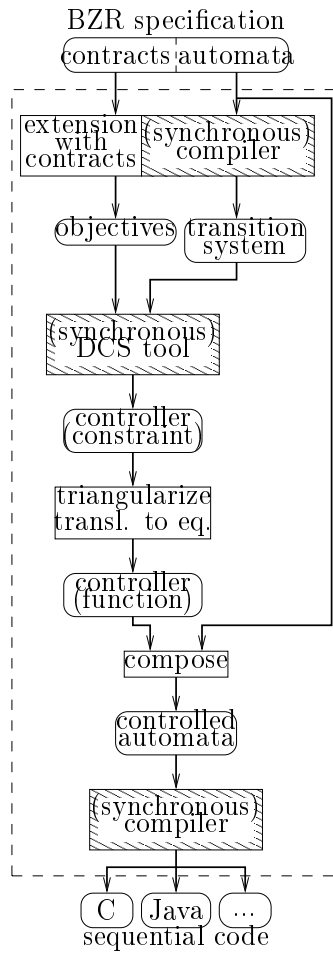 BZR specification
contracts automata
extension
with
contracts
(synchronous)
compiler
objectives
transition
system
(synchronous)
DCS tool
controller
(constraint)
triangularize
transl. to eq.
controller
(function)
compose
controlled
automata
(synchronous)
compiler
C Java ...
sequential code